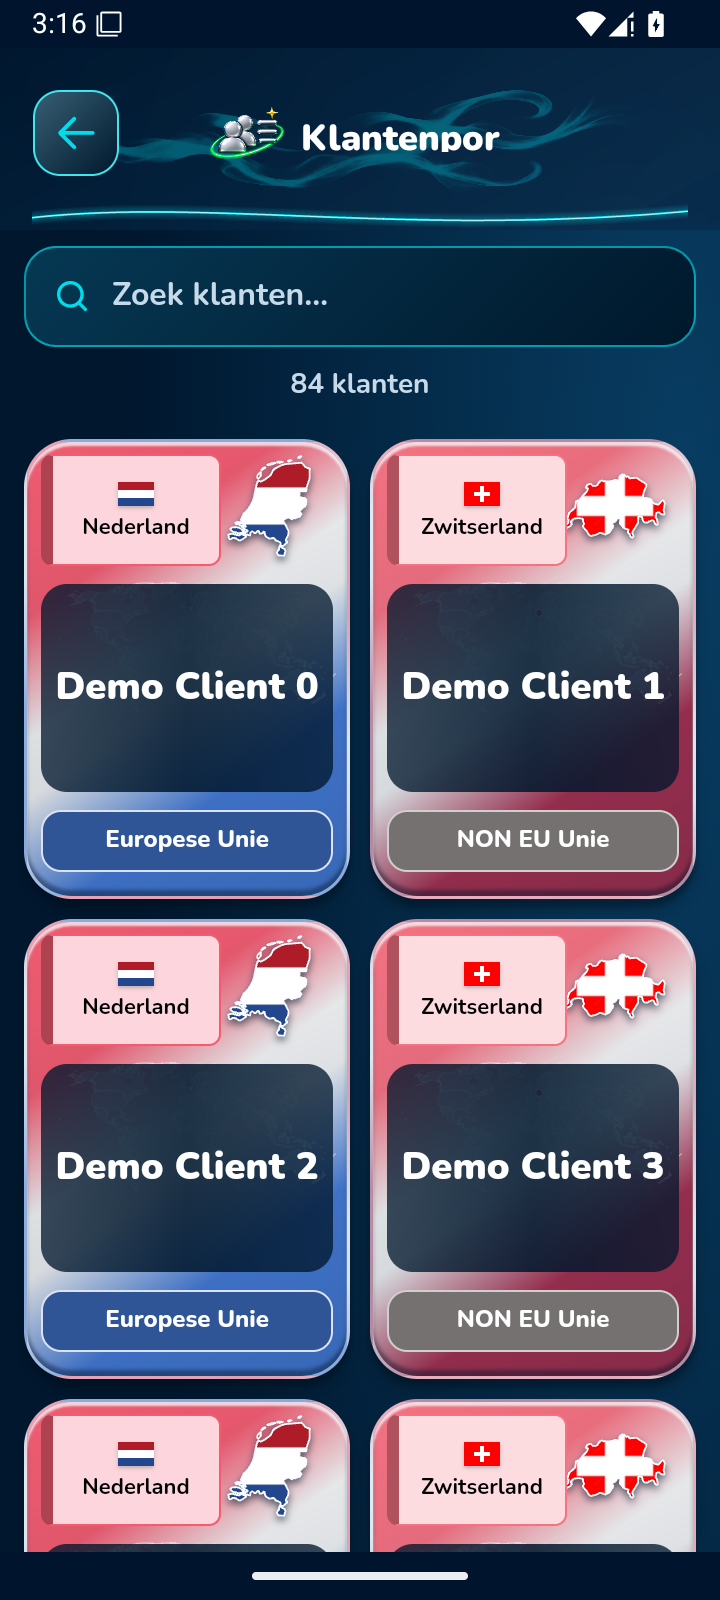 3:16
Klantenpor
Zoek klanten...
84 klanten
Nederland
Zwitserland
Demo Client 0
Demo Client 1
Europese Unie
NON EU Unie
Nederland
Zwitserland
Demo Client 2
Demo Client 3
Europese Unie
NON EU Unie
Nederland
Zwitserland